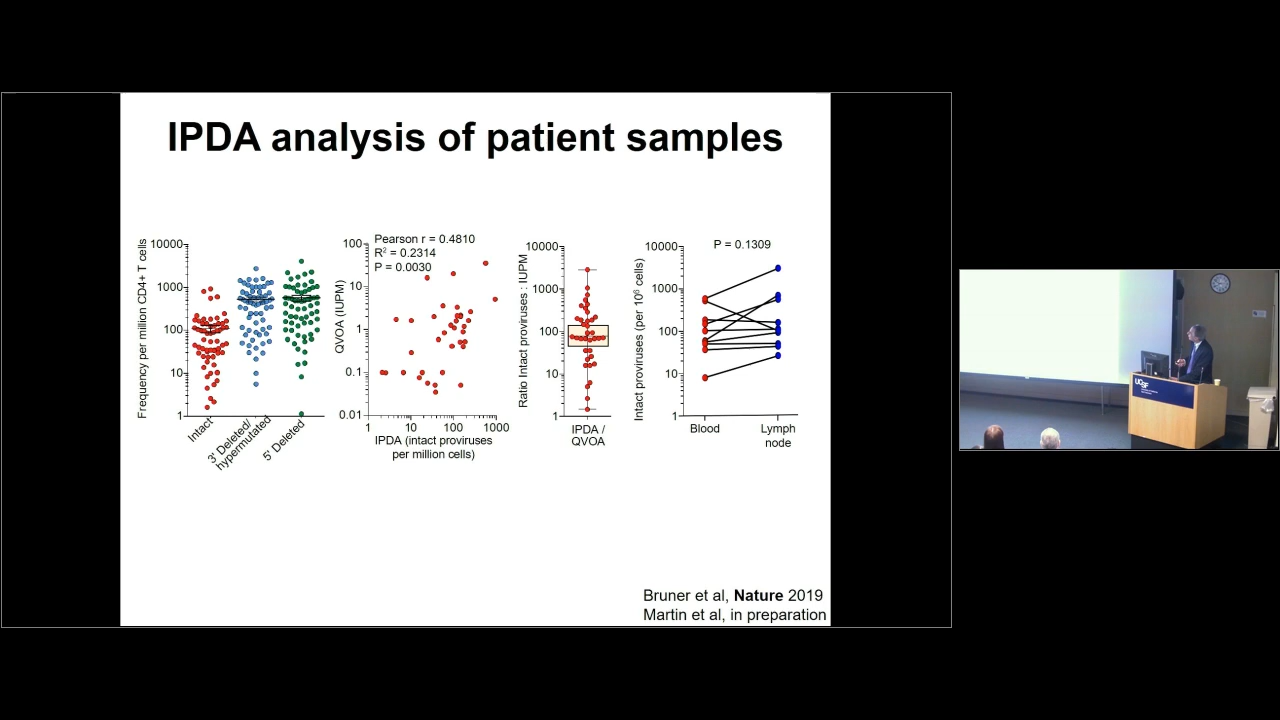 IPDA analysis of patient samples
Frequency per million CD4+ T cells
10000
1000
100
10
1
Intact
3' Deleted/
hypermutated
5' Deleted
Pearson r = 0.4810
R² = 0.2314
P = 0.0030
QVOA (IUPM)
100
10
1
0.1
0.01
1 10 100 1000
IPDA (intact proviruses
per million cells)
Ratio Intact proviruses : IUPM
10000
1000
100
10
1
IPDA /
QVOA
P = 0.1309
Intact proviruses (per 10⁶ cells)
10000
1000
100
10
1
Blood
Lymph
node
Bruner et al, Nature 2019
Martin et al, in preparation
UCSF